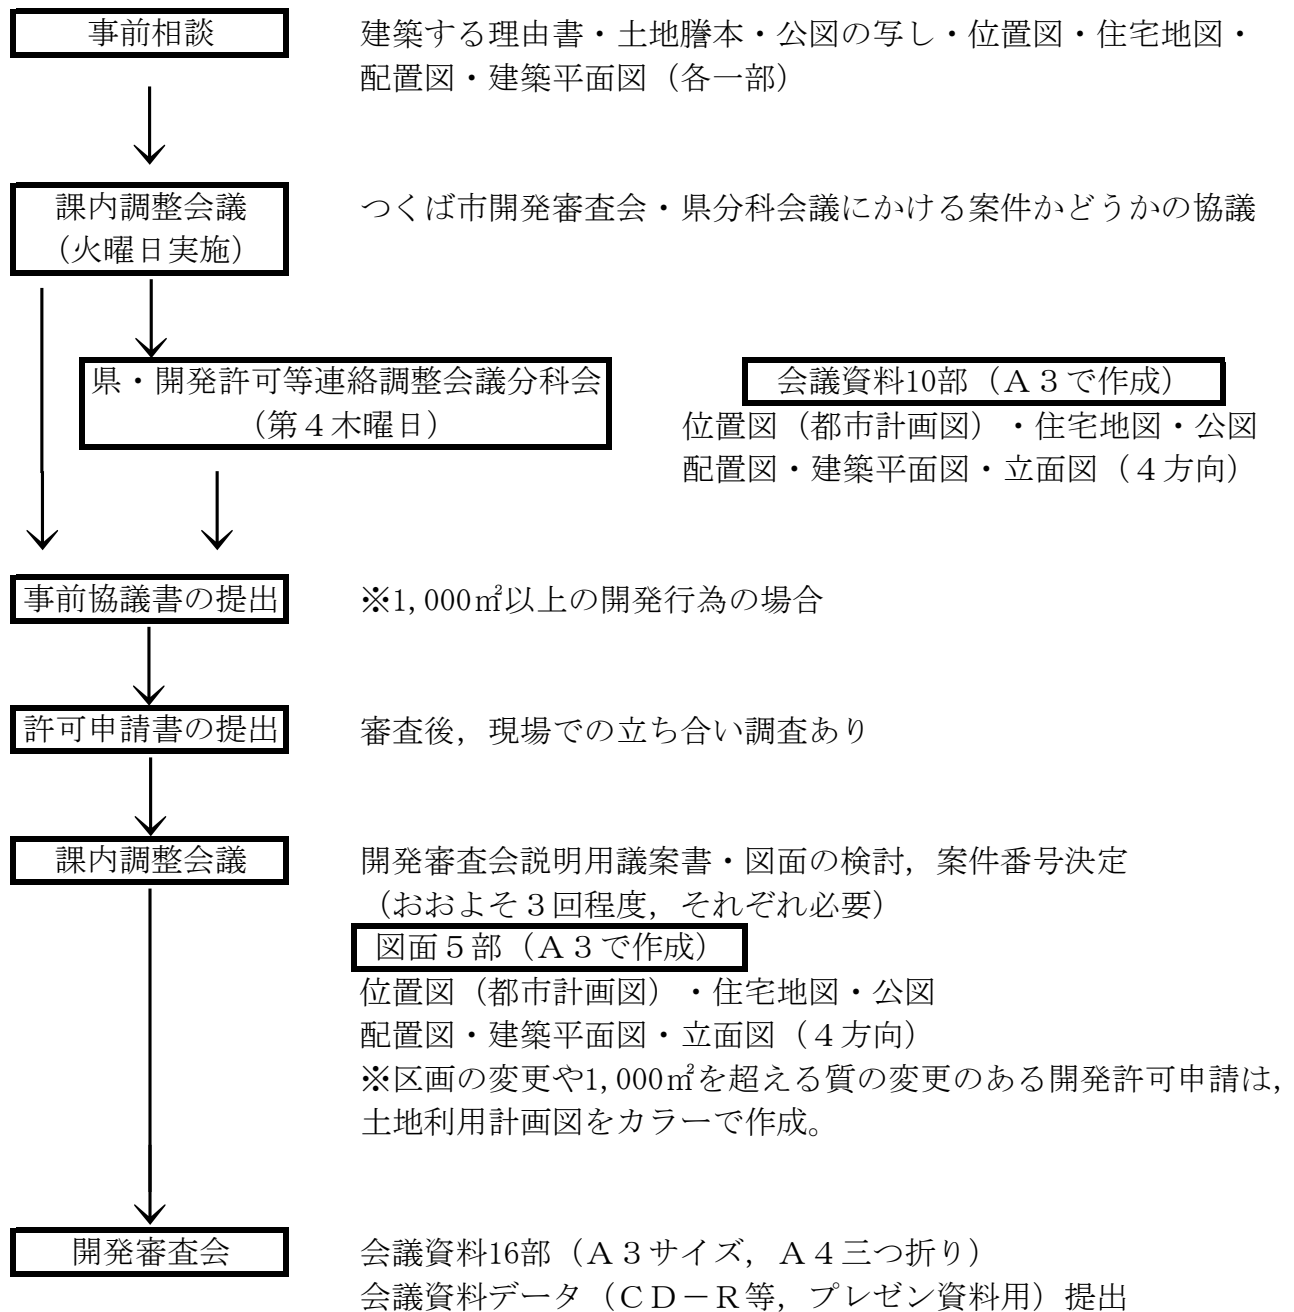 事前相談
建築する理由書・土地謄本・公図の写し・位置図・住宅地図・
配置図・建築平面図（各一部）
課内調整会議
（火曜日実施）
つくば市開発審査会・県分科会議にかける案件かどうかの協議
県・開発許可等連絡調整会議分科会
（第４木曜日）
会議資料10部（Ａ３で作成）
位置図（都市計画図）・住宅地図・公図
配置図・建築平面図・立面図（４方向）
事前協議書の提出
※1,000㎡以上の開発行為の場合
許可申請書の提出
審査後，現場での立ち合い調査あり
課内調整会議
開発審査会説明用議案書・図面の検討，案件番号決定
（おおよそ３回程度，それぞれ必要）
図面５部（Ａ３で作成）
位置図（都市計画図）・住宅地図・公図
配置図・建築平面図・立面図（４方向）
※区画の変更や1,000㎡を超える質の変更のある開発許可申請は，
土地利用計画図をカラーで作成。
開発審査会
会議資料16部（Ａ３サイズ，Ａ４三つ折り）
会議資料データ（ＣＤ－Ｒ等，プレゼン資料用）提出